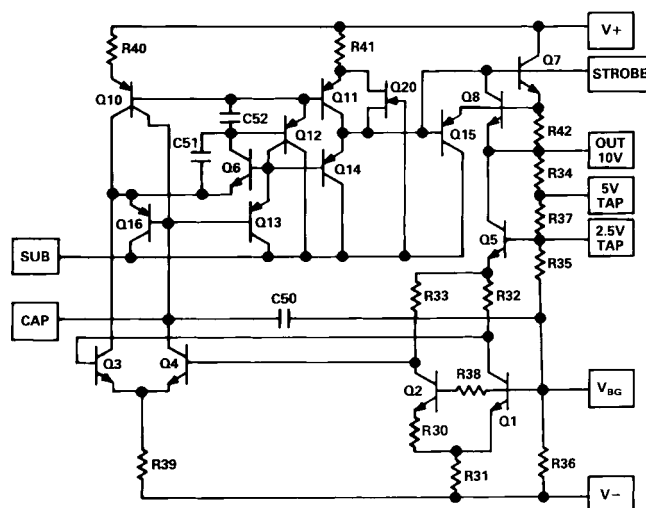 V+
R40
R41
Q7
STROBE
Q20
Q8
Q10
Q11
C52
Q12
Q15
R42
OUT
10V
C51
Q6
Q14
R34
5V
TAP
Q16
Q13
R37
Q5
2.5V
TAP
SUB
R35
R33
R32
C50
CAP
Q3
Q4
R38
Q2
Q1
VBG
R30
R39
R31
R36
V−